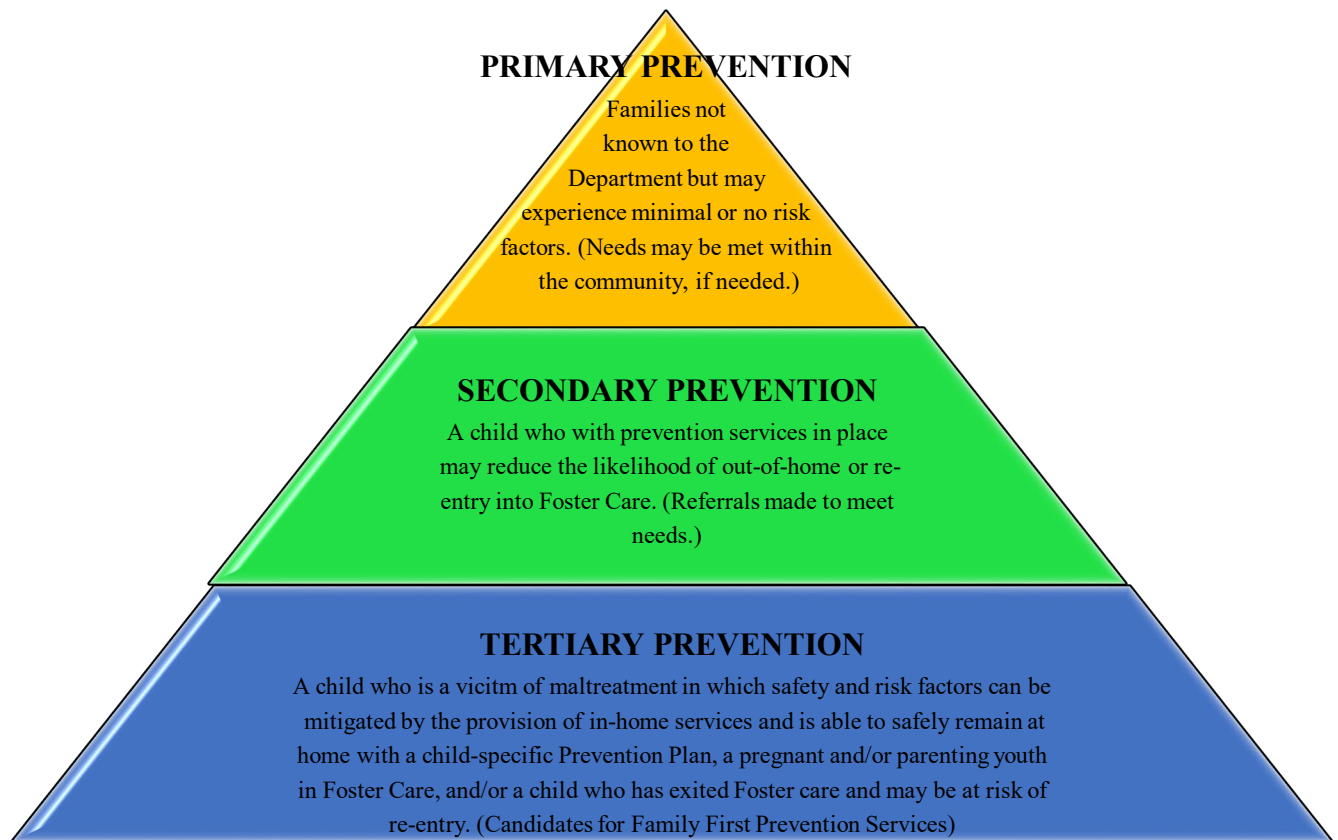 PRIMARY PREVENTION
Families not
known to the
Department but may
experience minimal or no risk
factors. (Needs may be met within
the community, if needed.)
SECONDARY PREVENTION
A child who with prevention services in place
may reduce the likelihood of out-of-home or re-
entry into Foster Care. (Referrals made to meet
needs.)
TERTIARY PREVENTION
A child who is a vicitm of maltreatment in which safety and risk factors can be
mitigated by the provision of in-home services and is able to safely remain at
home with a child-specific Prevention Plan, a pregnant and/or parenting youth
in Foster Care, and/or a child who has exited Foster care and may be at risk of
re-entry. (Candidates for Family First Prevention Services)